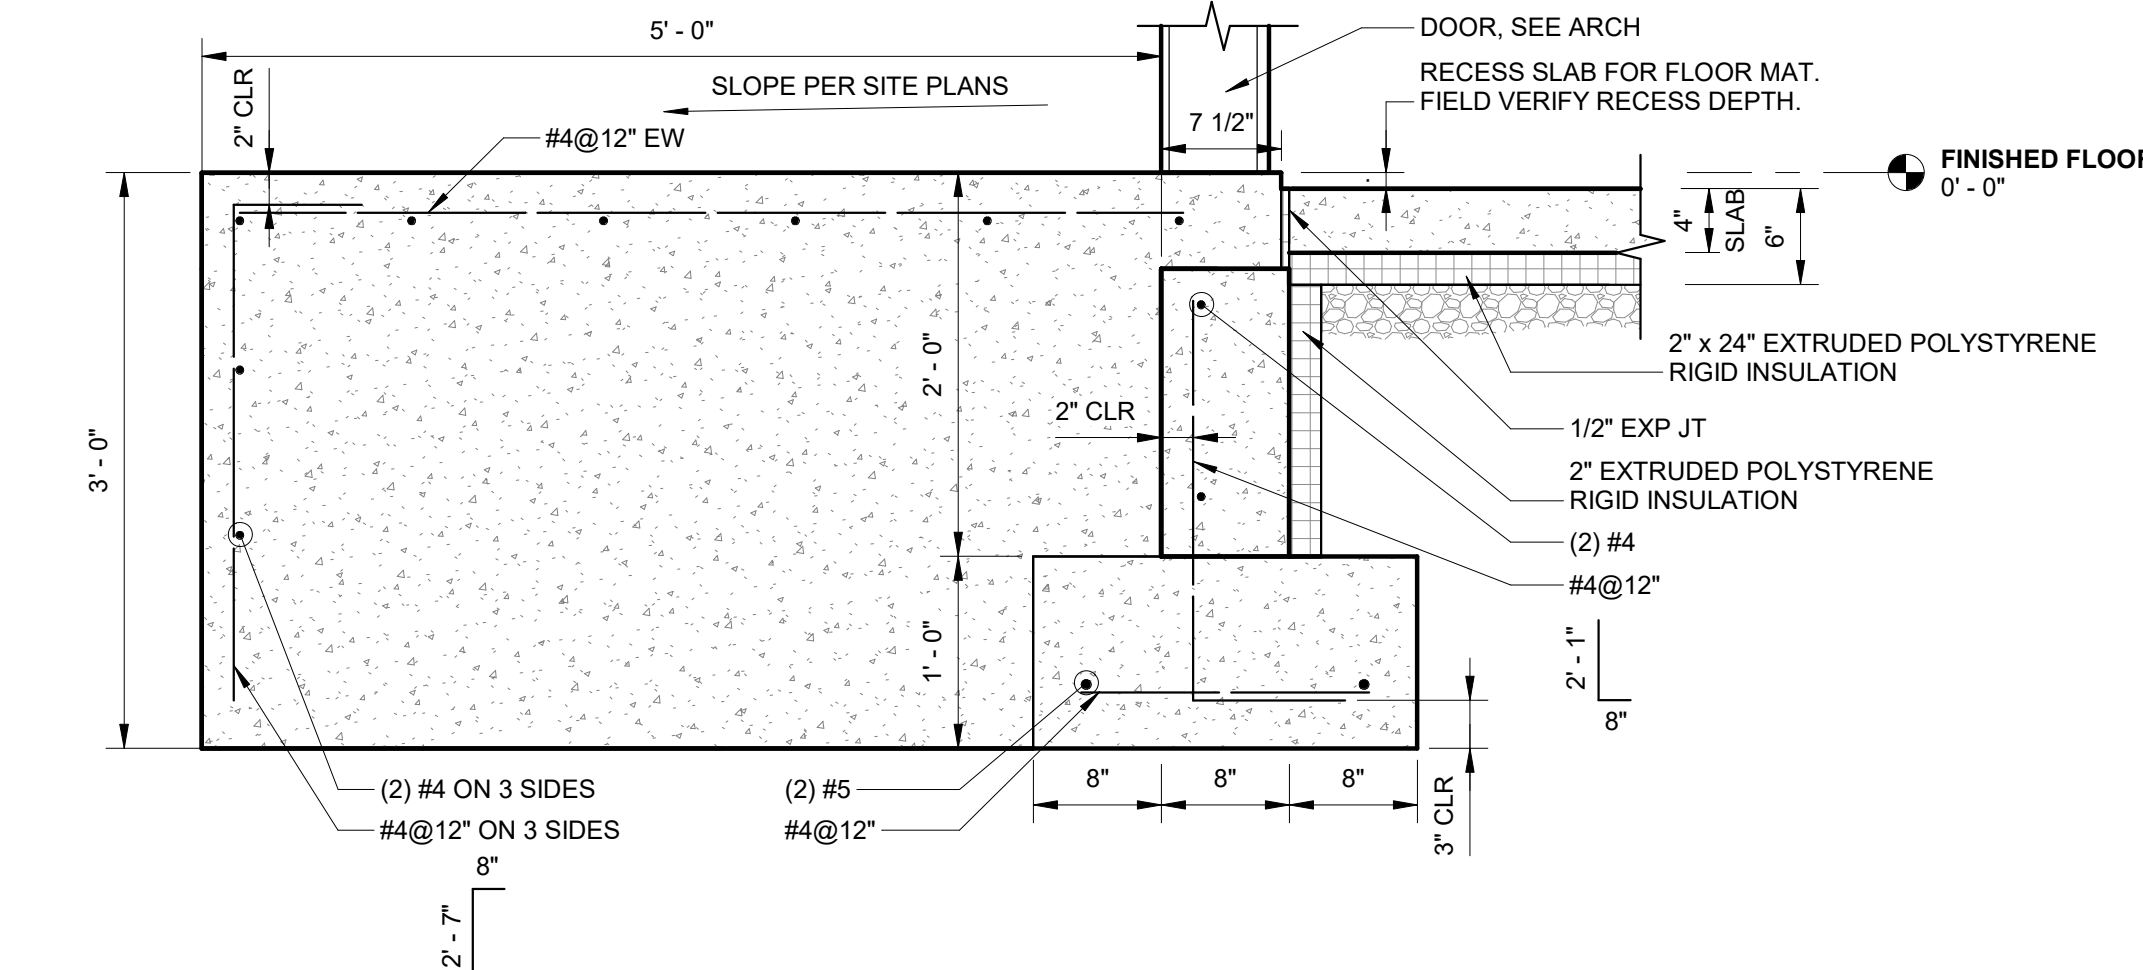 5' - 0"
DOOR, SEE ARCH
RECESS SLAB FOR FLOOR MAT.
FIELD VERIFY RECESS DEPTH.
2" CLR
SLOPE PER SITE PLANS
7 1/2"
#4@12" EW
FINISHED FLOOR
0' - 0"
4"
SLAB
6"
2' - 0"
2" x 24" EXTRUDED POLYSTYRENE
RIGID INSULATION
2" CLR
1/2" EXP JT
3' - 0"
2" EXTRUDED POLYSTYRENE
RIGID INSULATION
(2) #4
#4@12"
1' - 0"
2' - 1"
8"
(2) #4 ON 3 SIDES
#4@12" ON 3 SIDES
(2) #5
#4@12"
8"
8"
8"
3" CLR
8"
2' - 7"